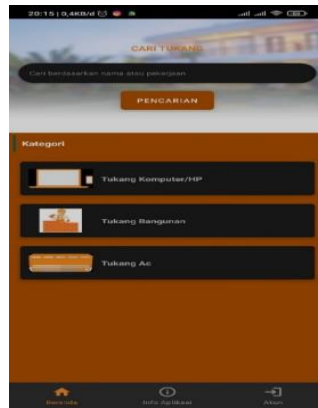 20:15 | 0,4KB/d
CARI TUKANG
Cari berdasarkan nama atau pekerjaan
PENCARIAN
Kategori
Tukang Komputer/HP
Tukang Bangunan
Tukang Ac
Beranda
Info Aplikasi
Akun